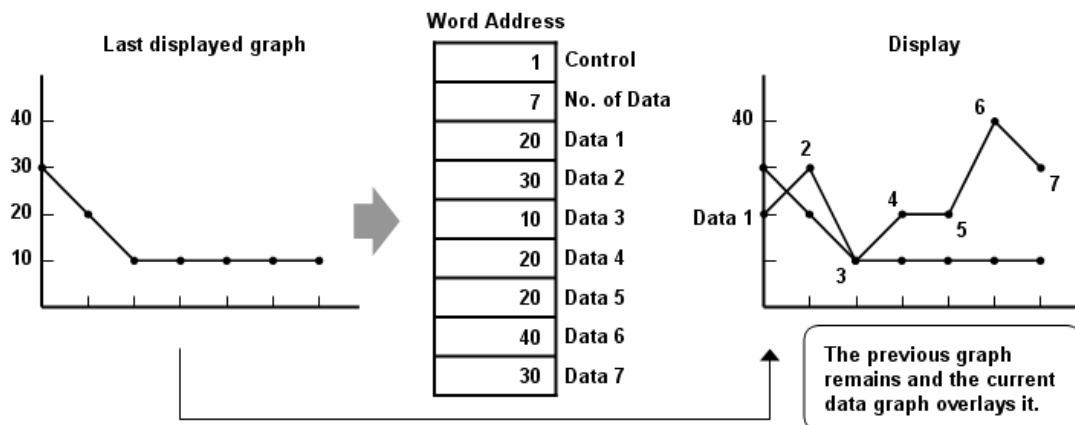 Last displayed graph
40
30
20
10
Word Address
1 Control
7 No. of Data
20 Data 1
30 Data 2
10 Data 3
20 Data 4
20 Data 5
40 Data 6
30 Data 7
Display
40
Data 1
2
3
4
5
6
7
The previous graph
remains and the current
data graph overlays it.